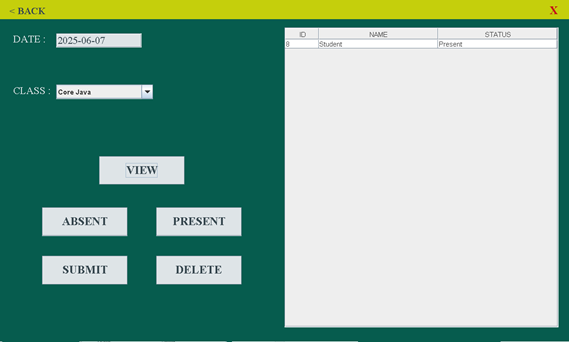 < BACK X
DATE : 2025-06-07
ID NAME STATUS
8 Student Present
CLASS : Core Java
VIEW
ABSENT PRESENT
SUBMIT DELETE